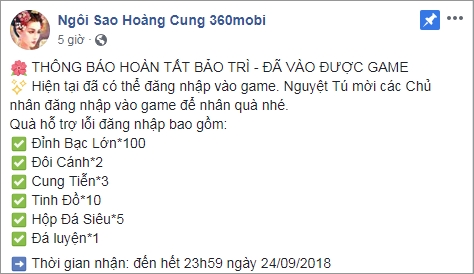 Ngôi Sao Hoàng Cung 360mobi
5 giờ ·
THÔNG BÁO HOÀN TẤT BẢO TRÌ - ĐÃ VÀO ĐƯỢC GAME
Hiện tại đã có thể đăng nhập vào game. Nguyệt Tú mời các Chủ
nhân đăng nhập vào game để nhân quà nhé.
Quà hỗ trợ lỗi đăng nhập bao gồm:
Đỉnh Bạc Lớn*100
Đôi Cánh*2
Cung Tiễn*3
Tinh Đồ*10
Hộp Đá Siêu*5
Đá luyện*1
Thời gian nhận: đến hết 23h59 ngày 24/09/2018